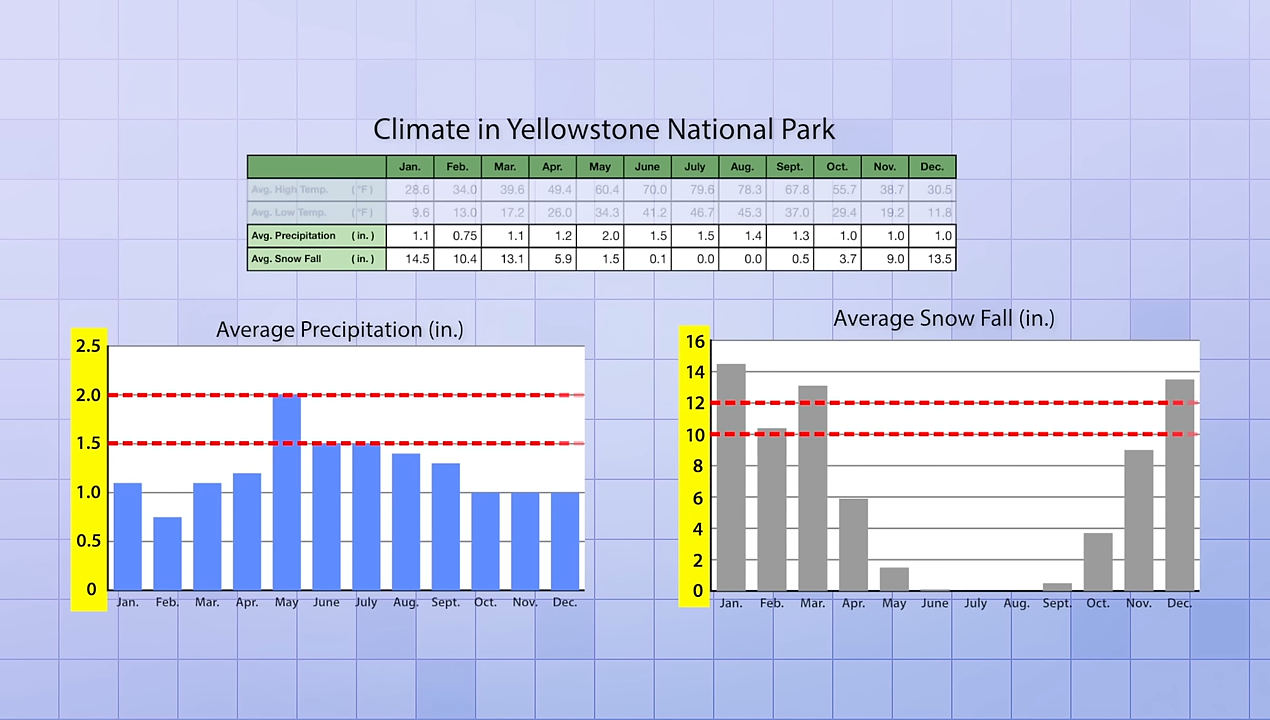 Climate in Yellowstone National Park
Jan. Feb. Mar. Apr. May June July Aug. Sept. Oct. Nov. Dec.
Avg. High Temp. (°F) 28.6 34.0 39.6 49.4 60.4 70.0 79.6 78.3 67.8 55.7 38.7 30.5
Avg. Low Temp. (°F) 9.6 13.0 17.2 26.0 34.3 41.2 46.7 45.3 37.0 29.4 19.2 11.8
Avg. Precipitation (in.) 1.1 0.75 1.1 1.2 2.0 1.5 1.5 1.4 1.3 1.0 1.0 1.0
Avg. Snow Fall (in.) 14.5 10.4 13.1 5.9 1.5 0.1 0.0 0.0 0.5 3.7 9.0 13.5
Average Precipitation (in.)
2.5
2.0
1.5
1.0
0.5
0
Jan. Feb. Mar. Apr. May June July Aug. Sept. Oct. Nov. Dec.
Average Snow Fall (in.)
16
14
12
10
8
6
4
2
0
Jan. Feb. Mar. Apr. May June July Aug. Sept. Oct. Nov. Dec.